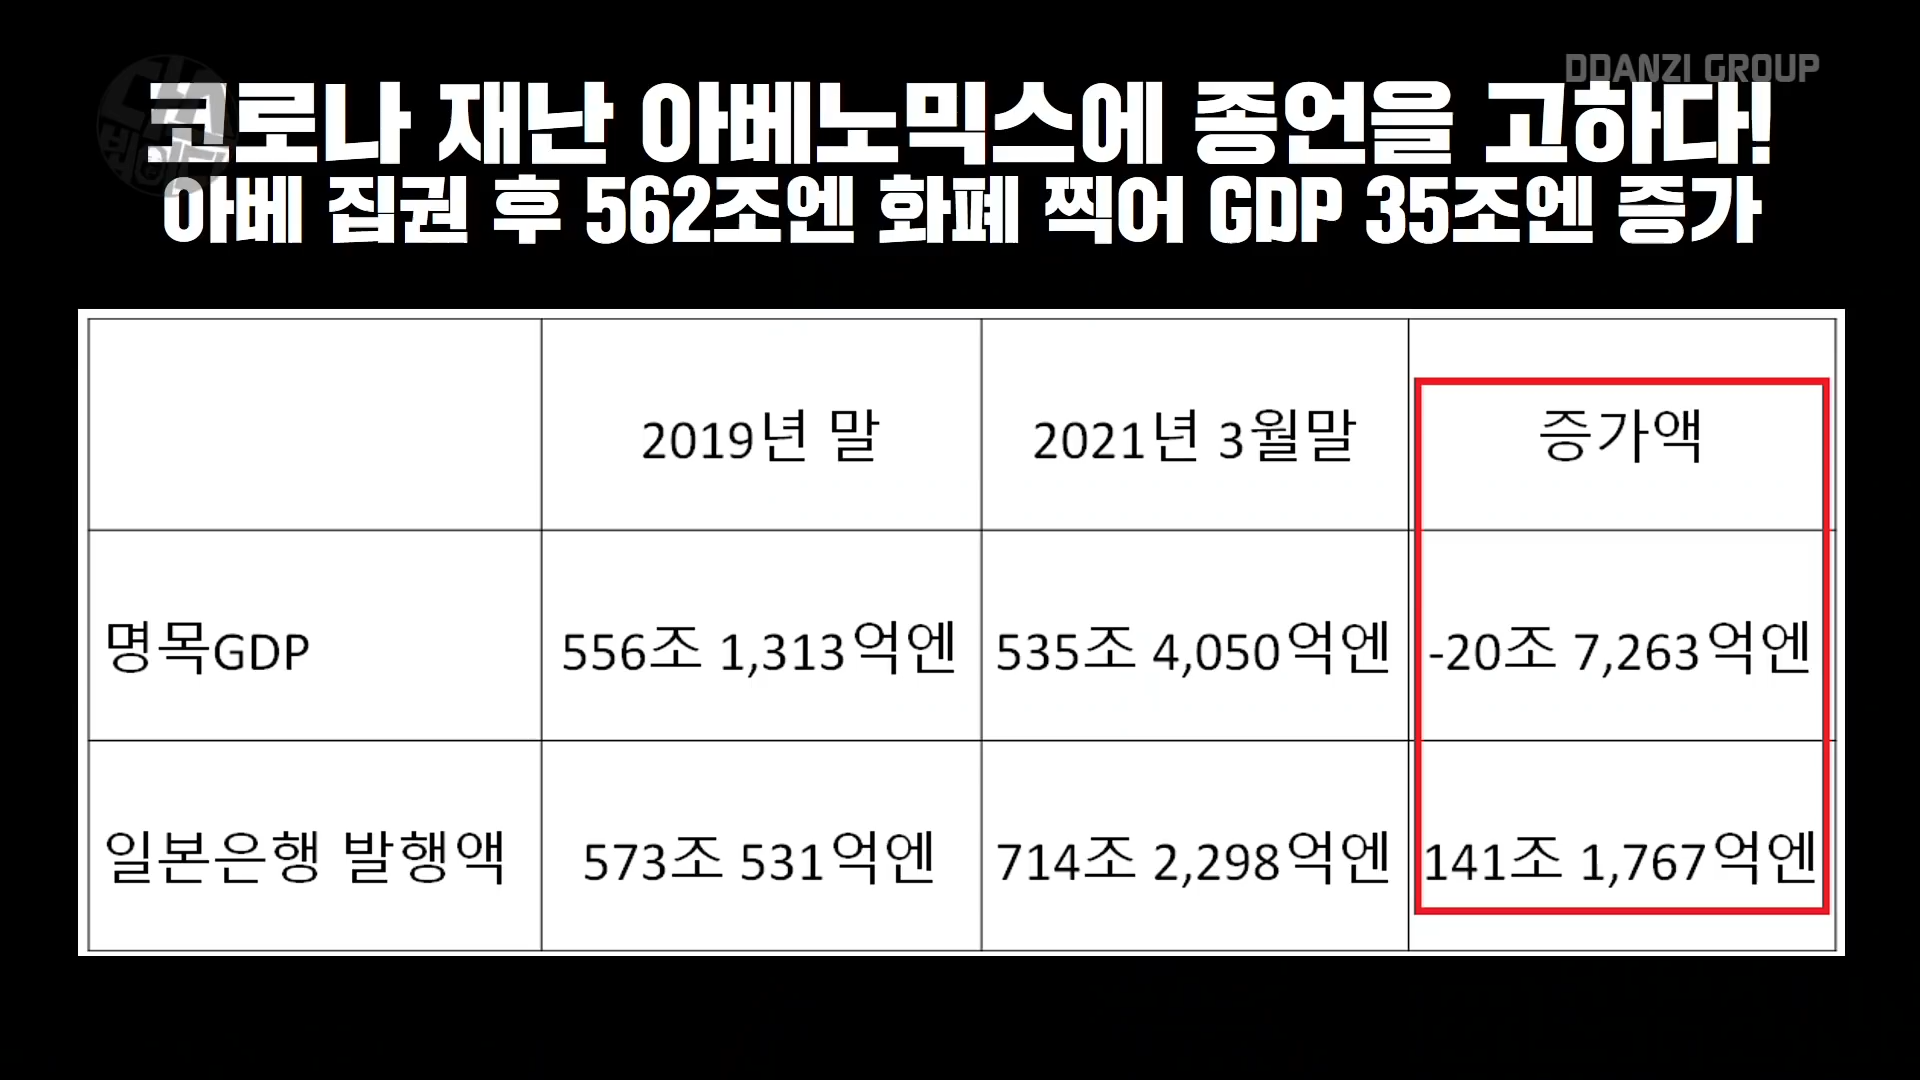 DDANZI GROUP
코로나 재난 아베노믹스에 종언을 고하다!
아베 집권 후 562조엔 화폐 찍어 GDP 35조엔 증가
2019년 말 2021년 3월말 증가액
명목GDP 556조 1,313억엔 535조 4,050억엔 -20조 7,263억엔
일본은행 발행액 573조 531억엔 714조 2,298억엔 141조 1,767억엔